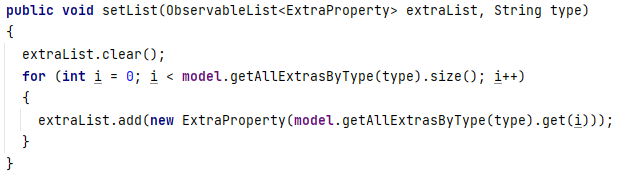 public void setList(ObservableList<ExtraProperty> extraList, String type)
{
  extraList.clear();
  for (int i = 0; i < model.getAllExtrasByType(type).size(); i++)
  {
    extraList.add(new ExtraProperty(model.getAllExtrasByType(type).get(i)));
  }
}